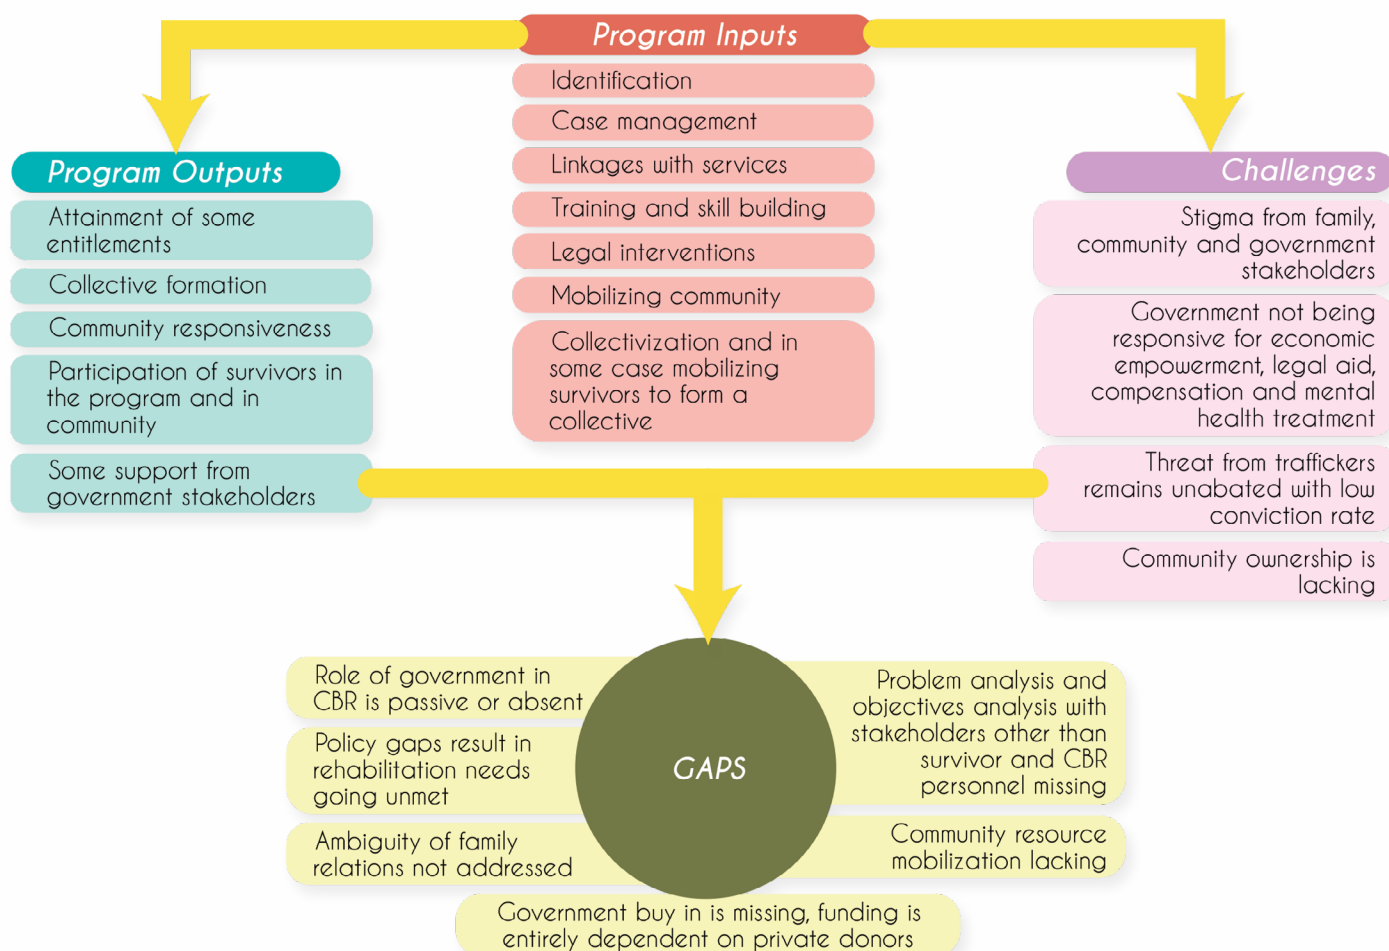 Program Inputs
Identification
Case management
Linkages with services
Training and skill building
Legal interventions
Mobilizing community
Collectivization and in
some case mobilizing
survivors to form a
collective
Program Outputs
Attainment of some
entitlements
Collective formation
Community responsiveness
Participation of survivors in
the program and in
community
Some support from
government stakeholders
Challenges
Stigma from family,
community and government
stakeholders
Government not being
responsive for economic
empowerment, legal aid,
compensation and mental
health treatment
Threat from traffickers
remains unabated with low
conviction rate
Community ownership is
lacking
GAPS
Role of government in
CBR is passive or absent
Policy gaps result in
rehabilitation needs
going unmet
Ambiguity of family
relations not addressed
Problem analysis and
objectives analysis with
stakeholders other than
survivor and CBR
personnel missing
Community resource
mobilization lacking
Government buy in is missing, funding is
entirely dependent on private donors